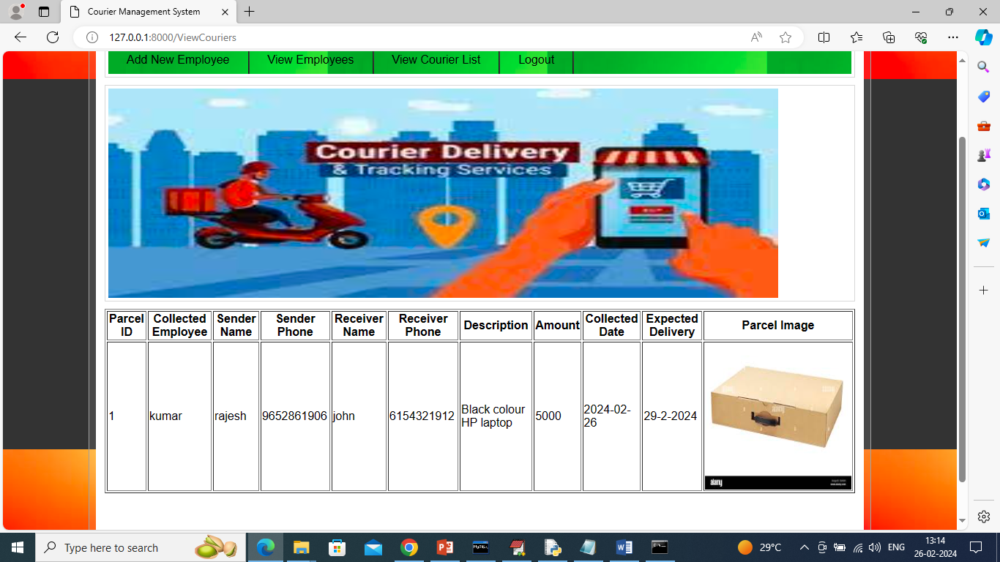 Courier Management System
127.0.0.1:8000/ViewCouriers
Add New Employee View Employees View Courier List Logout
Courier Delivery
& Tracking Services
Parcel ID Collected Employee Sender Name Sender Phone Receiver Name Receiver Phone Description Amount Collected Date Expected Delivery Parcel Image
1 kumar rajesh 9652861906 john 6154321912 Black colour HP laptop 5000 2024-02-26 29-2-2024
alamy
alamy
Type here to search
29°C
ENG
13:14
26-02-2024